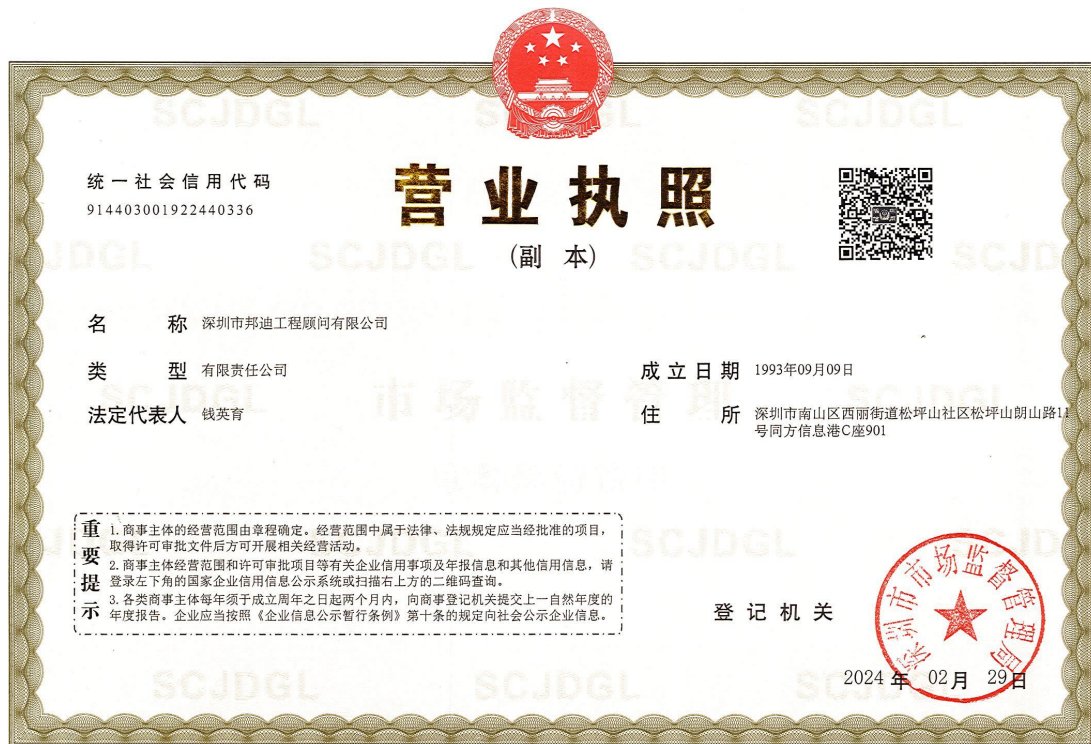 统一社会信用代码
914403001922440336
营业执照
(副 本)
名 称 深圳市邦迪工程顾问有限公司
类 型 有限责任公司
法定代表人 钱英育
成立日期 1993年09月09日
住 所 深圳市南山区西丽街道松坪山社区松坪山朗山路11
号同方信息港C座901
重要提示
1. 商事主体的经营范围由章程确定。经营范围中属于法律、法规规定应当经批准的项目，
取得许可审批文件后方可开展相关经营活动。
2. 商事主体经营范围和许可审批项目等有关企业信用事项及年报信息和其他信用信息，请
登录左下角的国家企业信用信息公示系统或扫描右上方的二维码查询。
3. 各类商事主体每年须于成立周年之日起两个月内，向商事登记机关提交上一自然年度的
年度报告。企业应当按照《企业信息公示暂行条例》第十条的规定向社会公示企业信息。
登记机关
深圳市市场监督管理局
2024 年 02 月 29 日
SCJDGL
市场监督管理